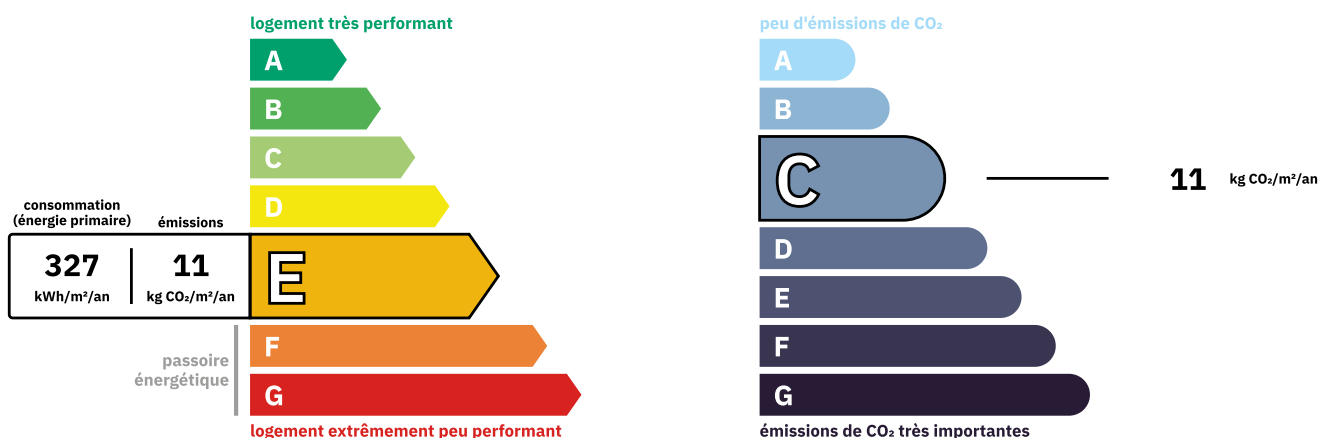 logement très performant
A
B
C
D
consommation
(énergie primaire)
émissions
327
kWh/m²/an
11
kg CO₂/m²/an
E
passoire
énergétique
F
G
logement extrêmement peu performant
peu d'émissions de CO₂
A
B
C
11
kg CO₂/m²/an
D
E
F
G
émissions de CO₂ très importantes